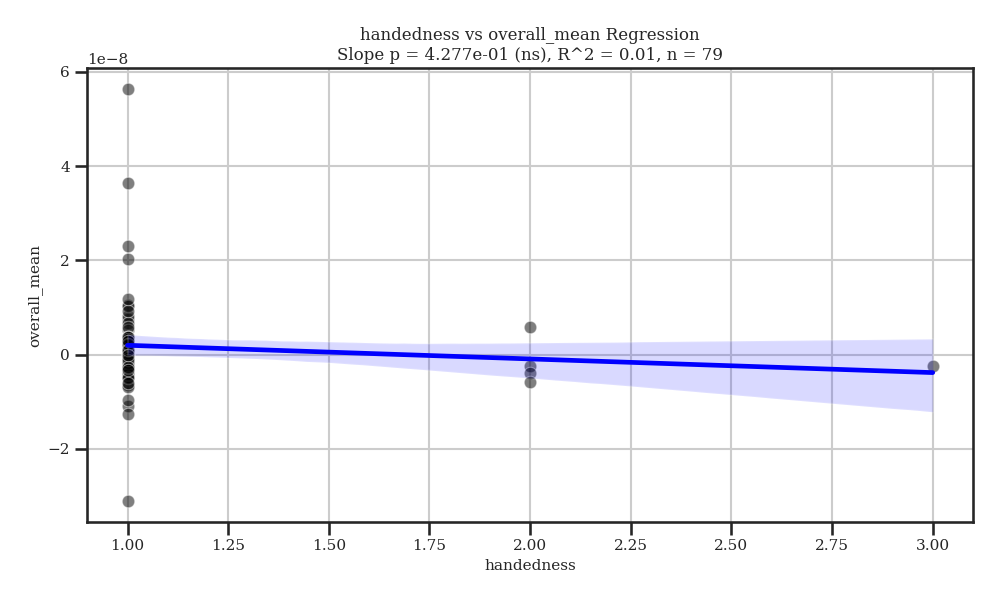 handedness vs overall_mean Regression
Slope p = 4.277e-01 (ns), R^2 = 0.01, n = 79
1e−8
6
4
2
0
−2
overall_mean
1.00 1.25 1.50 1.75 2.00 2.25 2.50 2.75 3.00
handedness